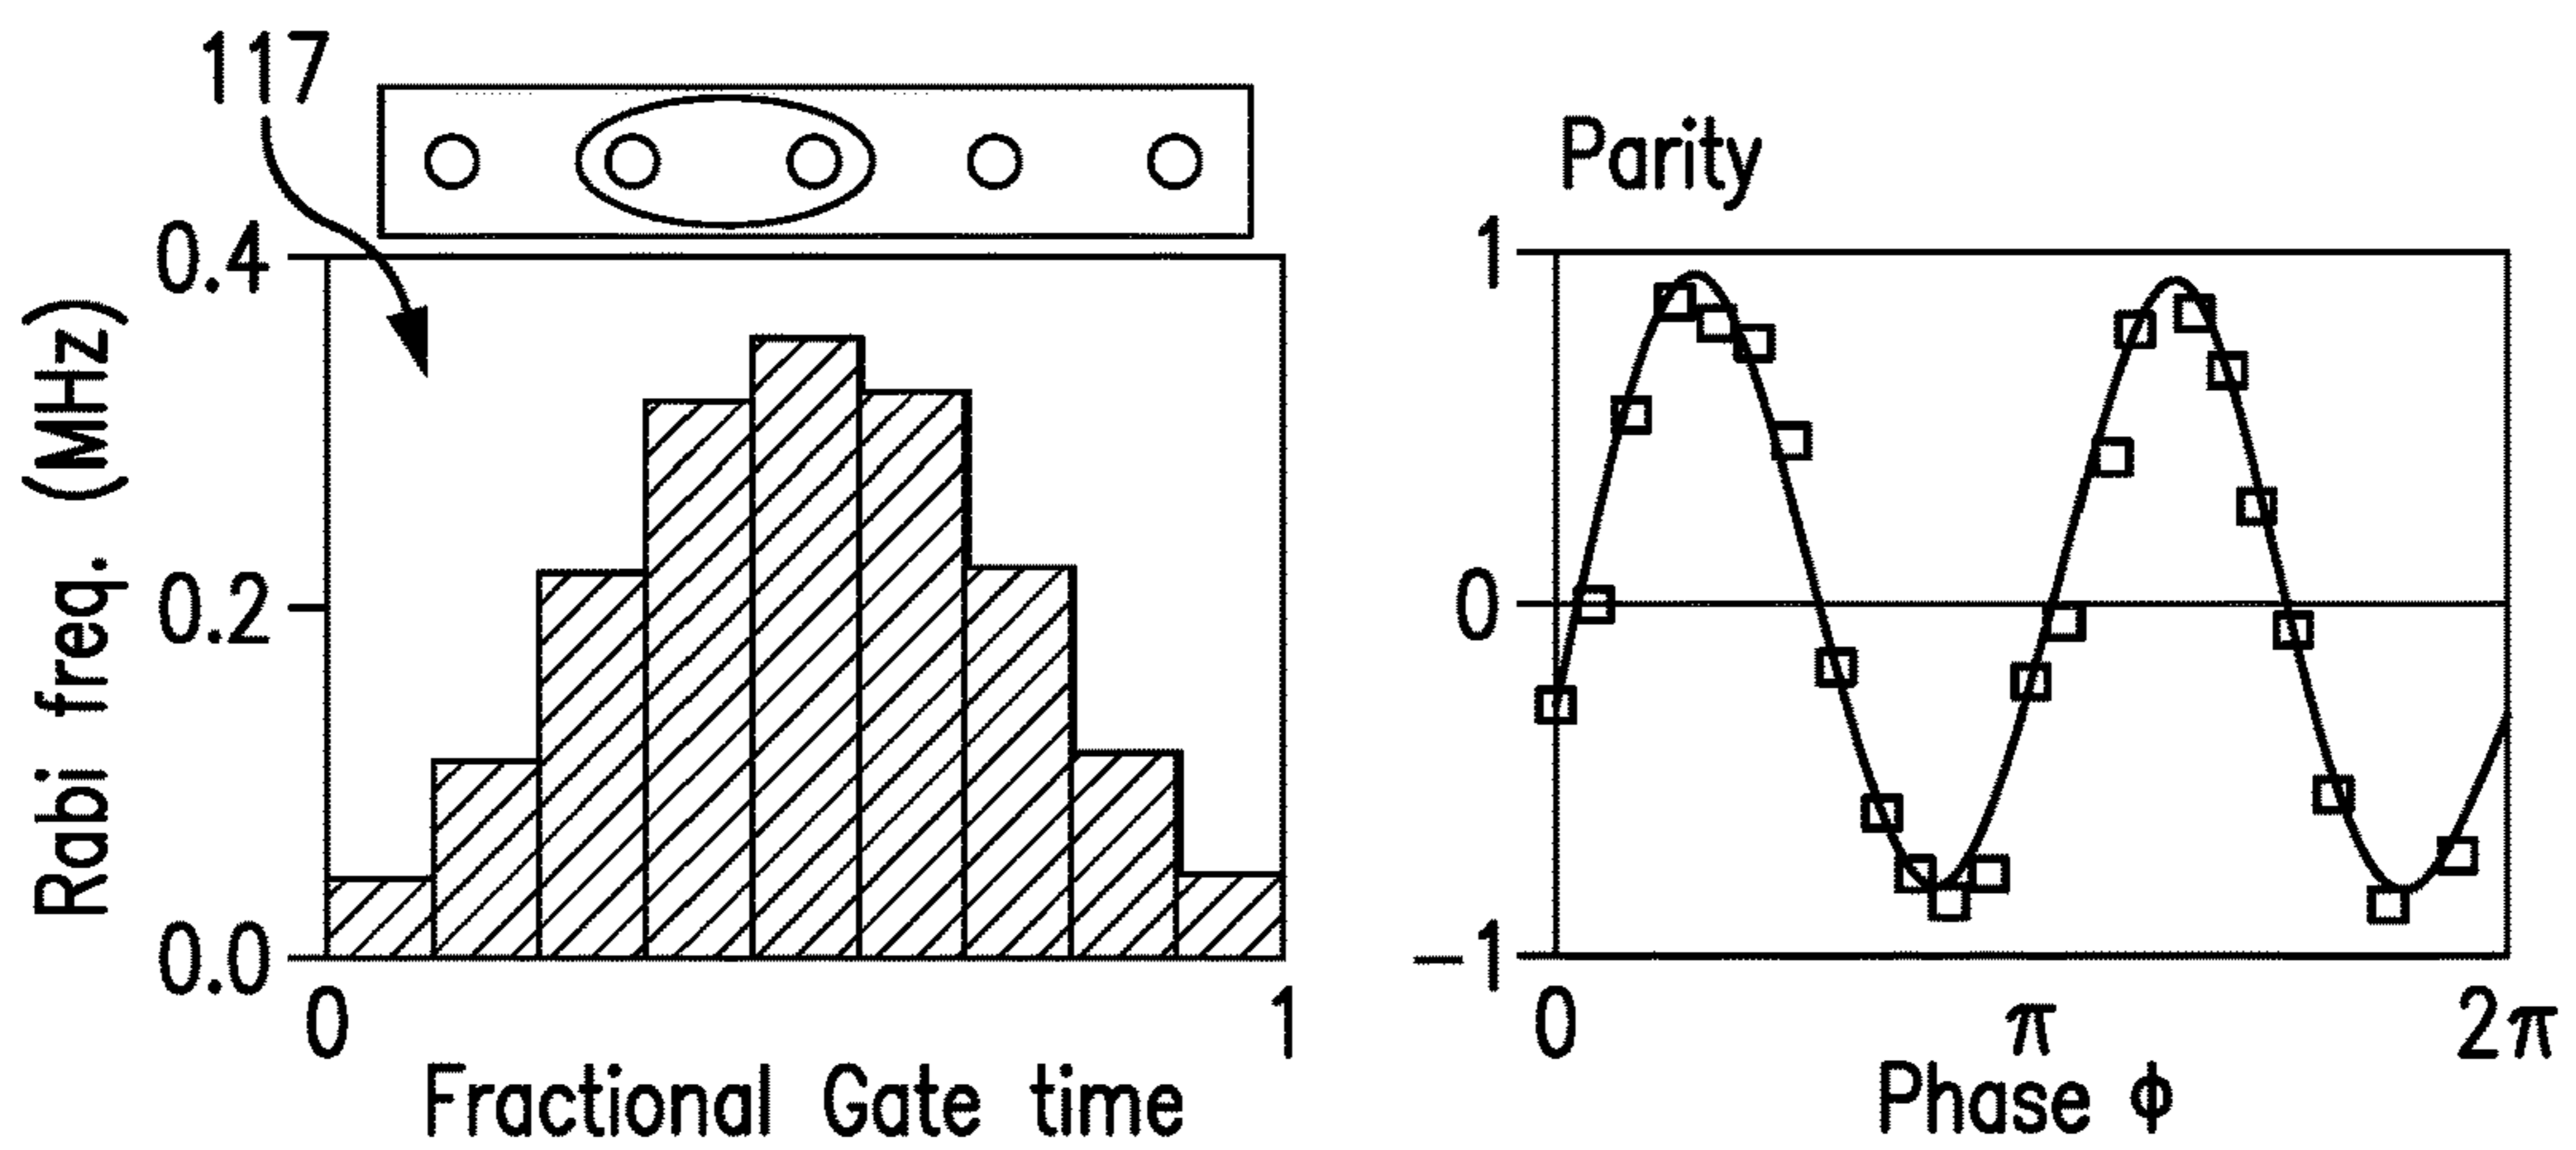 117
0.4
0.2
0.0
Rabi freq. (MHz)
0
1
Fractional Gate time
Parity
1
0
−1
0
π
2π
Phase ϕ